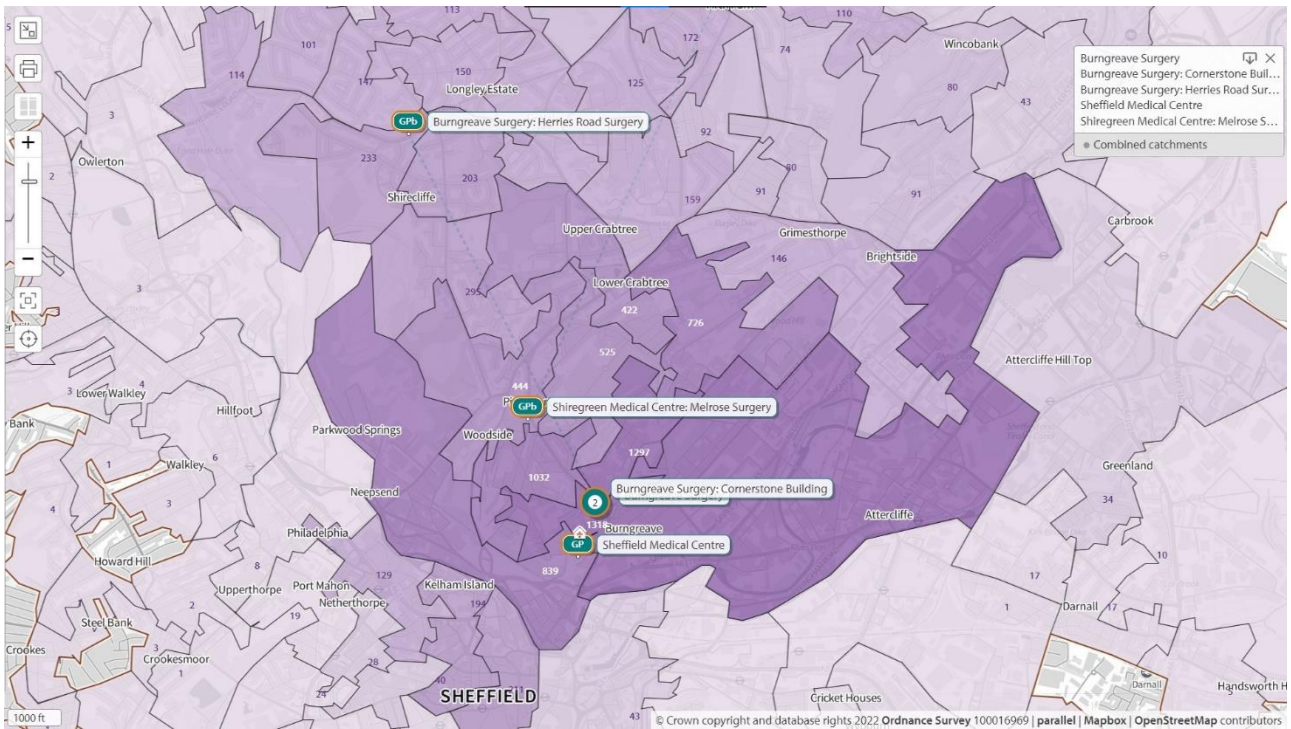 113
110
101
172
74
Wincobank
114
147
150
125
Longley Estate
80
43
Burngreave Surgery
Burngreave Surgery: Cornerstone Buil...
Burngreave Surgery: Herries Road Sur...
Sheffield Medical Centre
Shiregreen Medical Centre: Melrose S...
Combined catchments
3
GPb
Burngreave Surgery: Herries Road Surgery
92
Owlerton
2
233
203
80
Shirecliffe
159
91
91
Upper Crabtree
Grimesthorpe
Carbrook
146
Brightside
3
295
Lower Crabtree
422
726
525
Attercliffe Hill Top
444
3
Lower Walkley
4
Hillfoot
GPb
Shiregreen Medical Centre: Melrose Surgery
Bank
Parkwood Springs
Woodside
1297
1
Walkley
6
1032
Greenland
Neepsend
Burngreave Surgery: Cornerstone Building
2
34
4
3
Attercliffe
Philadelphia
1318
Burngreave
GP
Sheffield Medical Centre
10
Howard Hill
8
839
17
Upperthorpe
Port Mahon
129
Kelham Island
Netherthorpe
194
2
19
1
Darnall
17
Steel Bank
Crookes
3
Crookesmoor
1
28
24
40
SHEFFIELD
Darnall
Handsworth H
3
Cricket Houses
43
1000 ft
© Crown copyright and database rights 2022 Ordnance Survey 100016969 | parallel | Mapbox | OpenStreetMap contributors